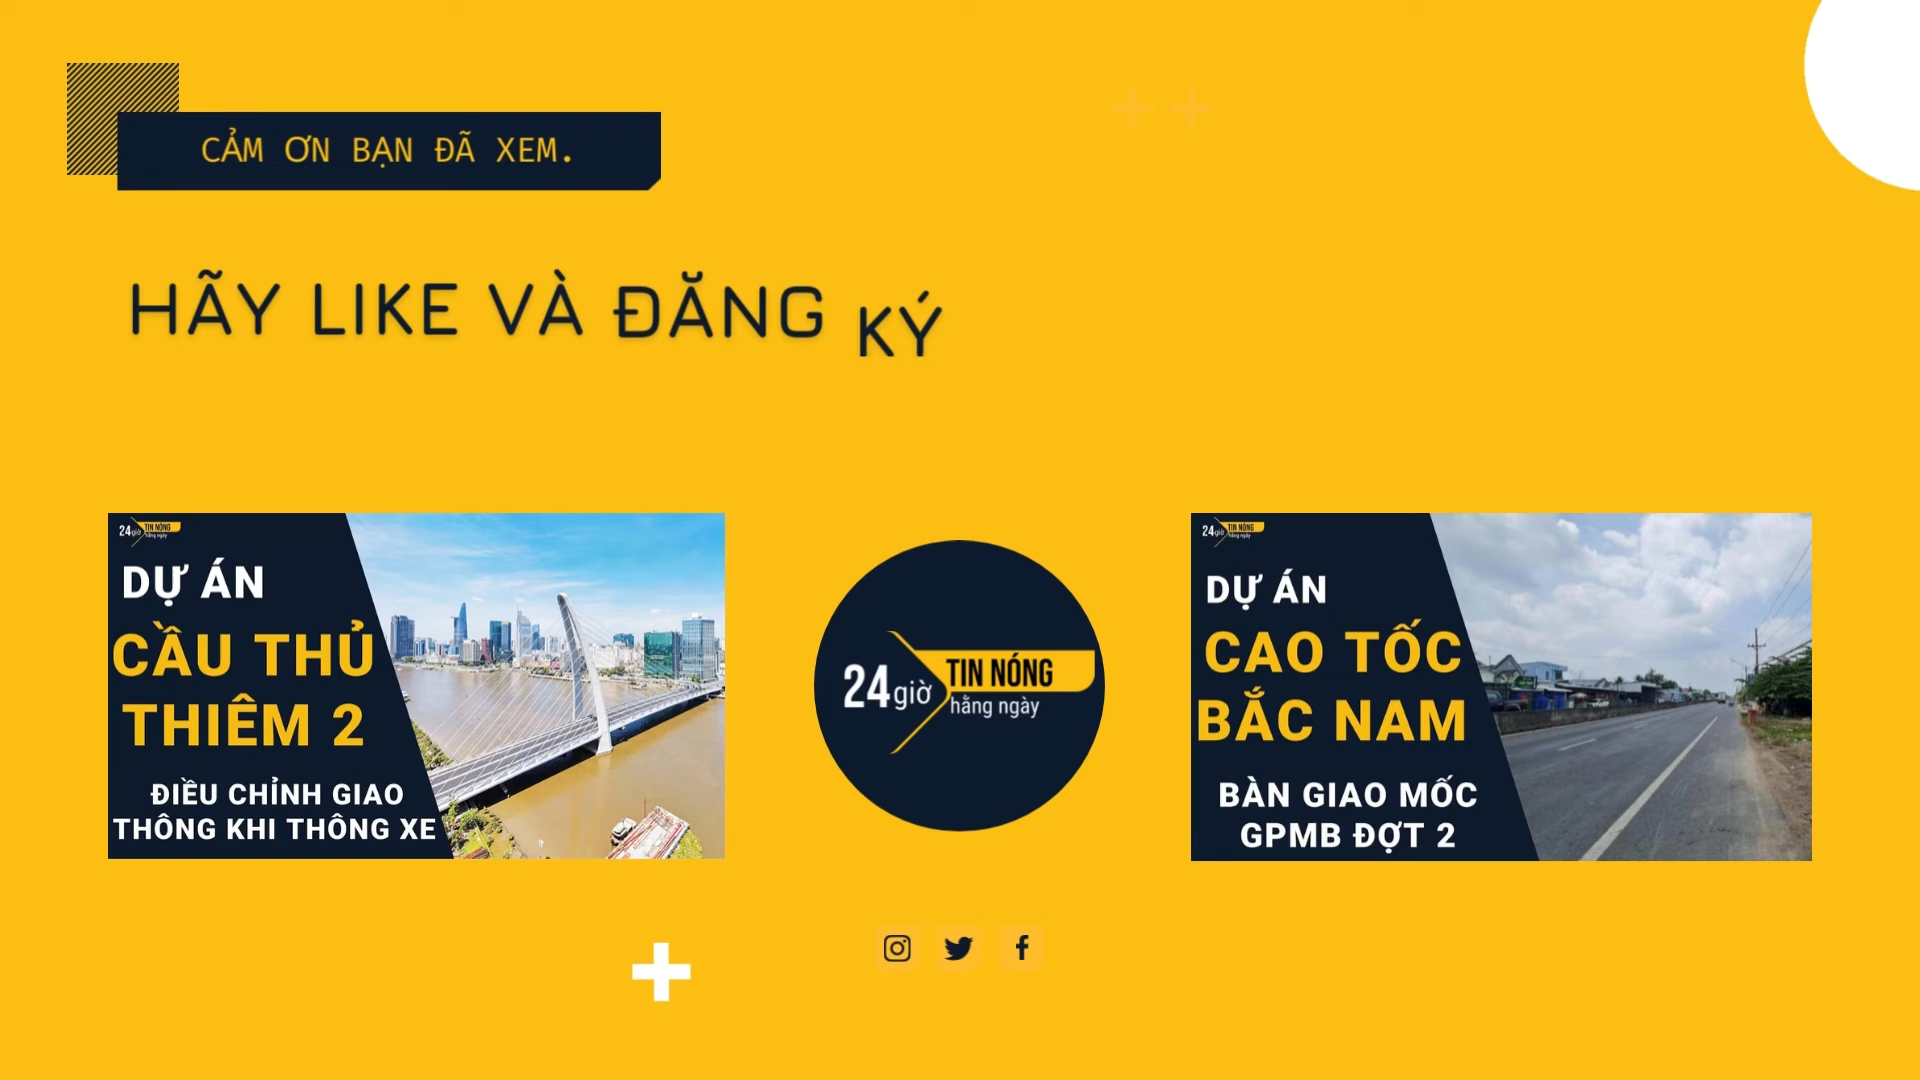 CẢM ƠN BẠN ĐÃ XEM.
HÃY LIKE VÀ ĐĂNG KÝ
24giờ TIN NÓNG
hằng ngày
DỰ ÁN
CẦU THỦ
THIÊM 2
ĐIỀU CHỈNH GIAO
THÔNG KHI THÔNG XE
24giờ TIN NÓNG
hằng ngày
24giờ TIN NÓNG
hằng ngày
DỰ ÁN
CAO TỐC
BẮC NAM
BÀN GIAO MỐC
GPMB ĐỢT 2